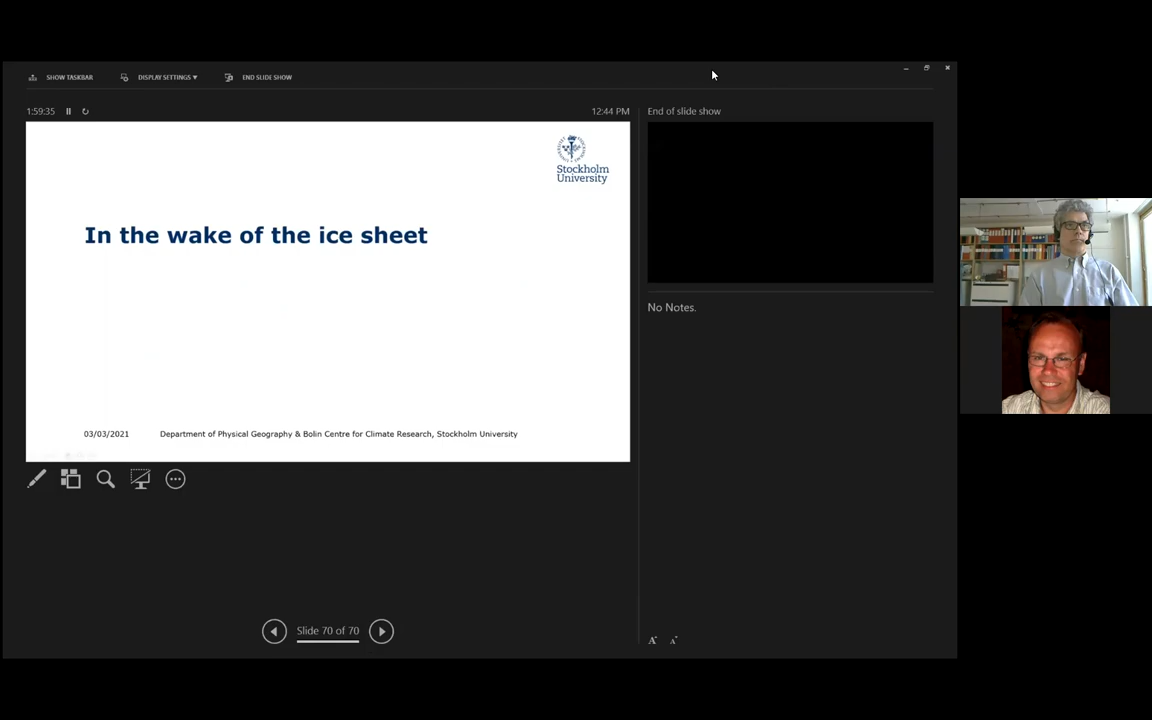 SHOW TASKBAR DISPLAY SETTINGS ▼ END SLIDE SHOW
1:59:35 12:44 PM
End of slide show
Stockholm
University
In the wake of the ice sheet
03/03/2021 Department of Physical Geography & Bolin Centre for Climate Research, Stockholm University
No Notes.
Slide 70 of 70
A A